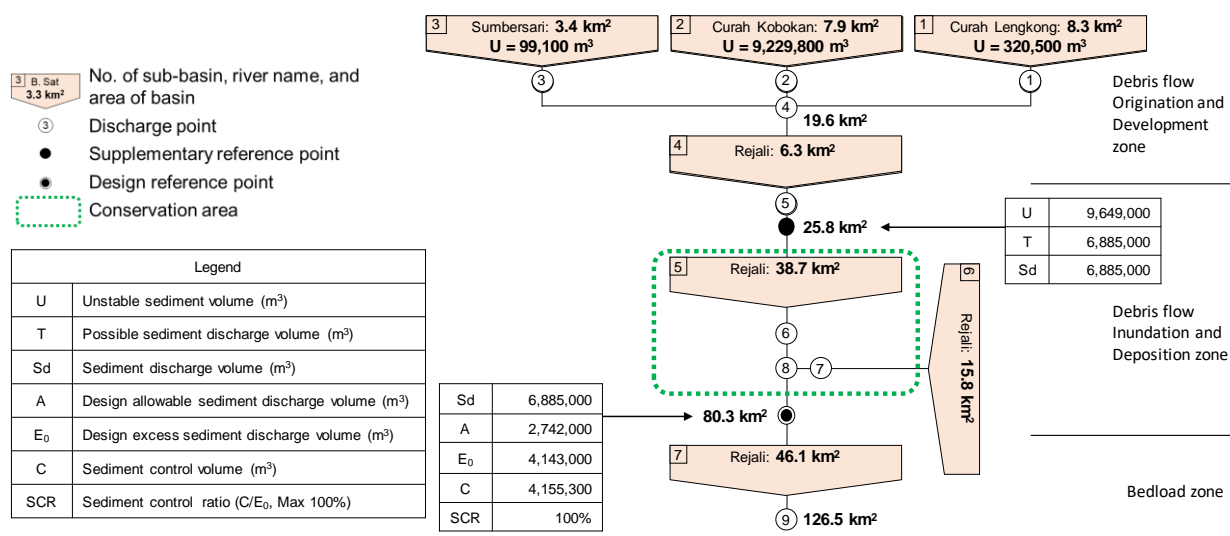 3
Sumbersari: 3.4 km²
U = 99,100 m³
2
Curah Kobokan: 7.9 km²
U = 9,229,800 m³
1
Curah Lengkong: 8.3 km²
U = 320,500 m³
3
2
1
4
19.6 km²
Debris flow
Origination and
Development
zone
3 B. Sat
3.3 km²
No. of sub-basin, river name, and
area of basin
3
Discharge point
Supplementary reference point
Design reference point
Conservation area
4
Rejali: 6.3 km²
5
25.8 km²
U 9,649,000
T 6,885,000
Sd 6,885,000
Legend
U Unstable sediment volume (m³)
T Possible sediment discharge volume (m³)
Sd Sediment discharge volume (m³)
A Design allowable sediment discharge volume (m³)
E₀ Design excess sediment discharge volume (m³)
C Sediment control volume (m³)
SCR Sediment control ratio (C/E₀, Max 100%)
5
Rejali: 38.7 km²
6
8
7
6
Rejali: 15.8 km²
Debris flow
Inundation and
Deposition zone
Sd 6,885,000
A 2,742,000
E₀ 4,143,000
C 4,155,300
SCR 100%
80.3 km²
7
Rejali: 46.1 km²
9
126.5 km²
Bedload zone